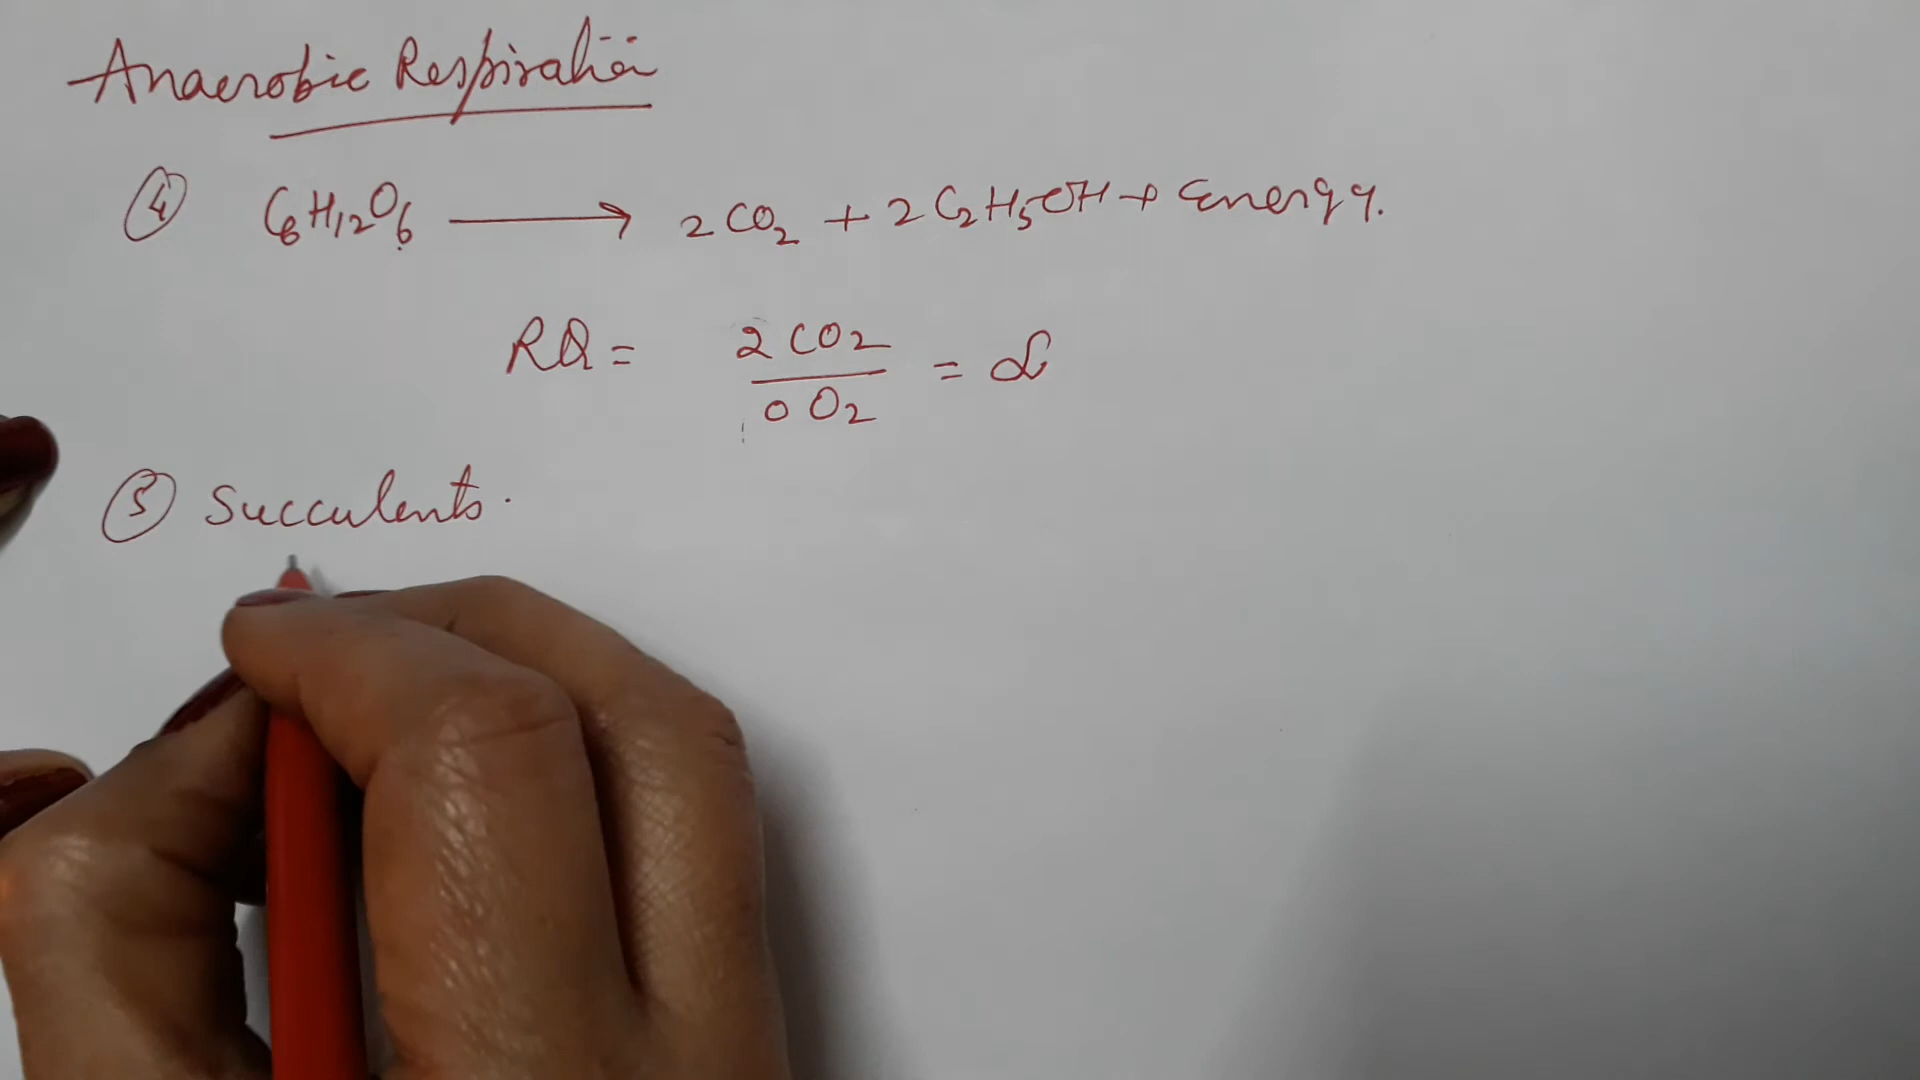 Anaerobic Respiration
④ C₆H₁₂O₆ ⟶ 2CO₂ + 2C₂H₅OH + Energy.
RQ = 2CO₂ / 0O₂ = ∞
⑤ Succulents.